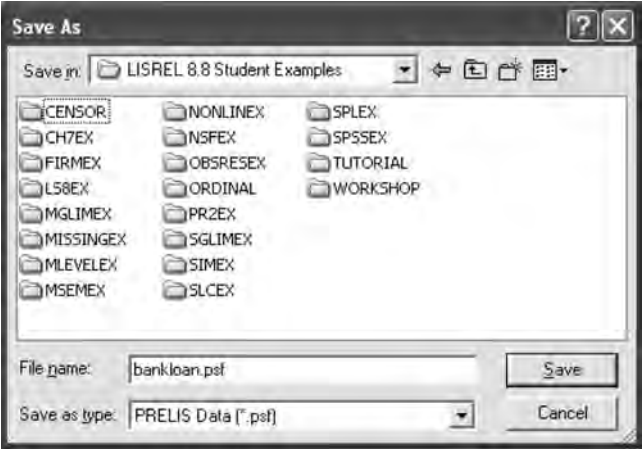 Save As
Save in: LISREL 8.8 Student Examples
CENSOR NONLINEX SPLEX
CH7EX NSFEX SPSSEX
FIRMEX OBSRESEX TUTORIAL
LS8EX ORDINAL WORKSHOP
MGLIMEX PR2EX
MISSINGEX SGLIMEX
MLEVELEX SIMEX
MSEMEX SLCEX
File name: bankloan.psf Save
Save as type: PRELIS Data (*.psf) Cancel